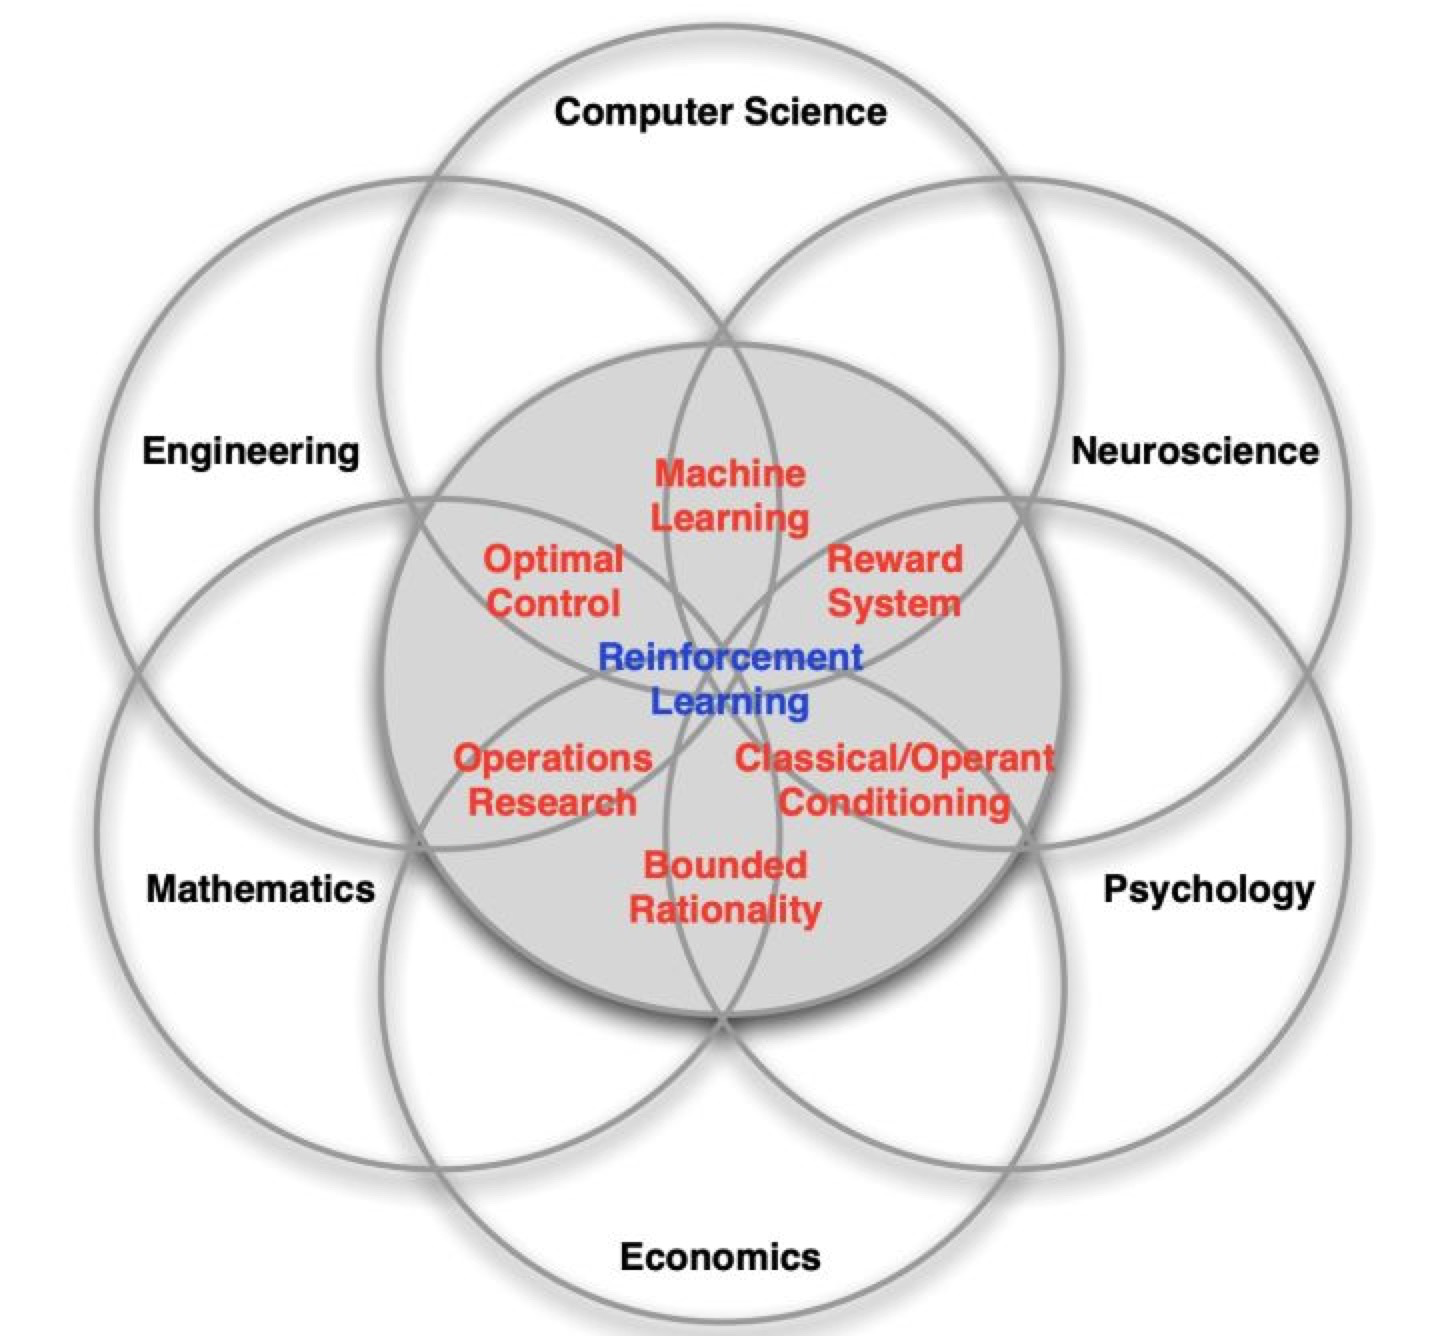 Computer Science
Engineering
Neuroscience
Machine
Learning
Optimal
Control
Reward
System
Reinforcement
Learning
Operations
Research
Classical/Operant
Conditioning
Bounded
Rationality
Mathematics
Psychology
Economics